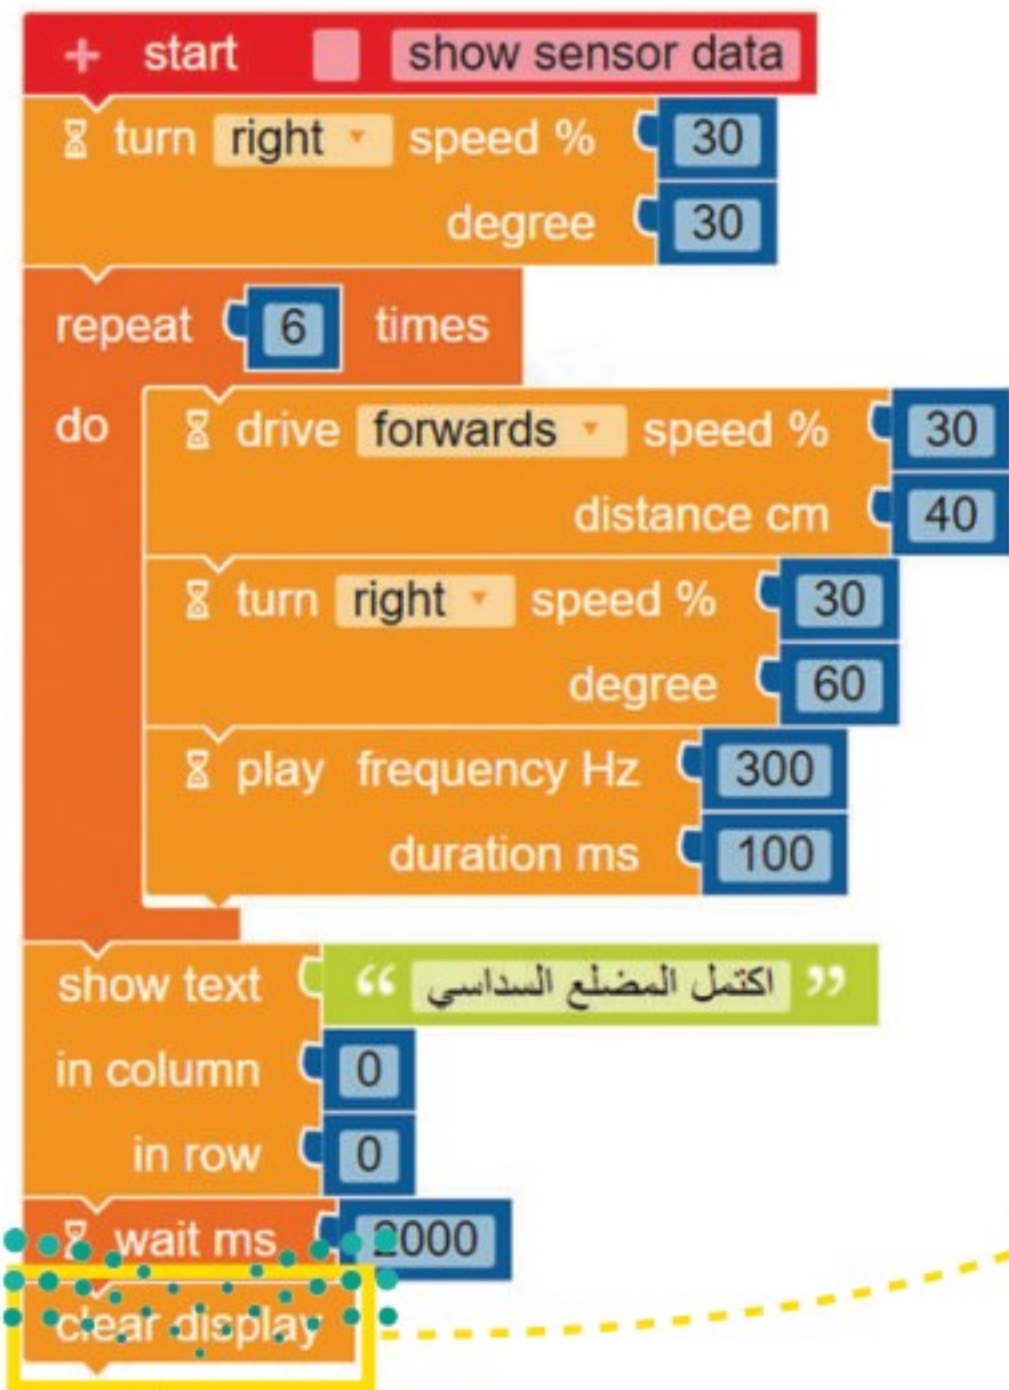 + start show sensor data
turn right speed % 30
degree 30
repeat 6 times
do drive forwards speed % 30
distance cm 40
turn right speed % 30
degree 60
play frequency Hz 300
duration ms 100
show text “ اكتمل المضلع السداسي ”
in column 0
in row 0
wait ms 2000
clear display